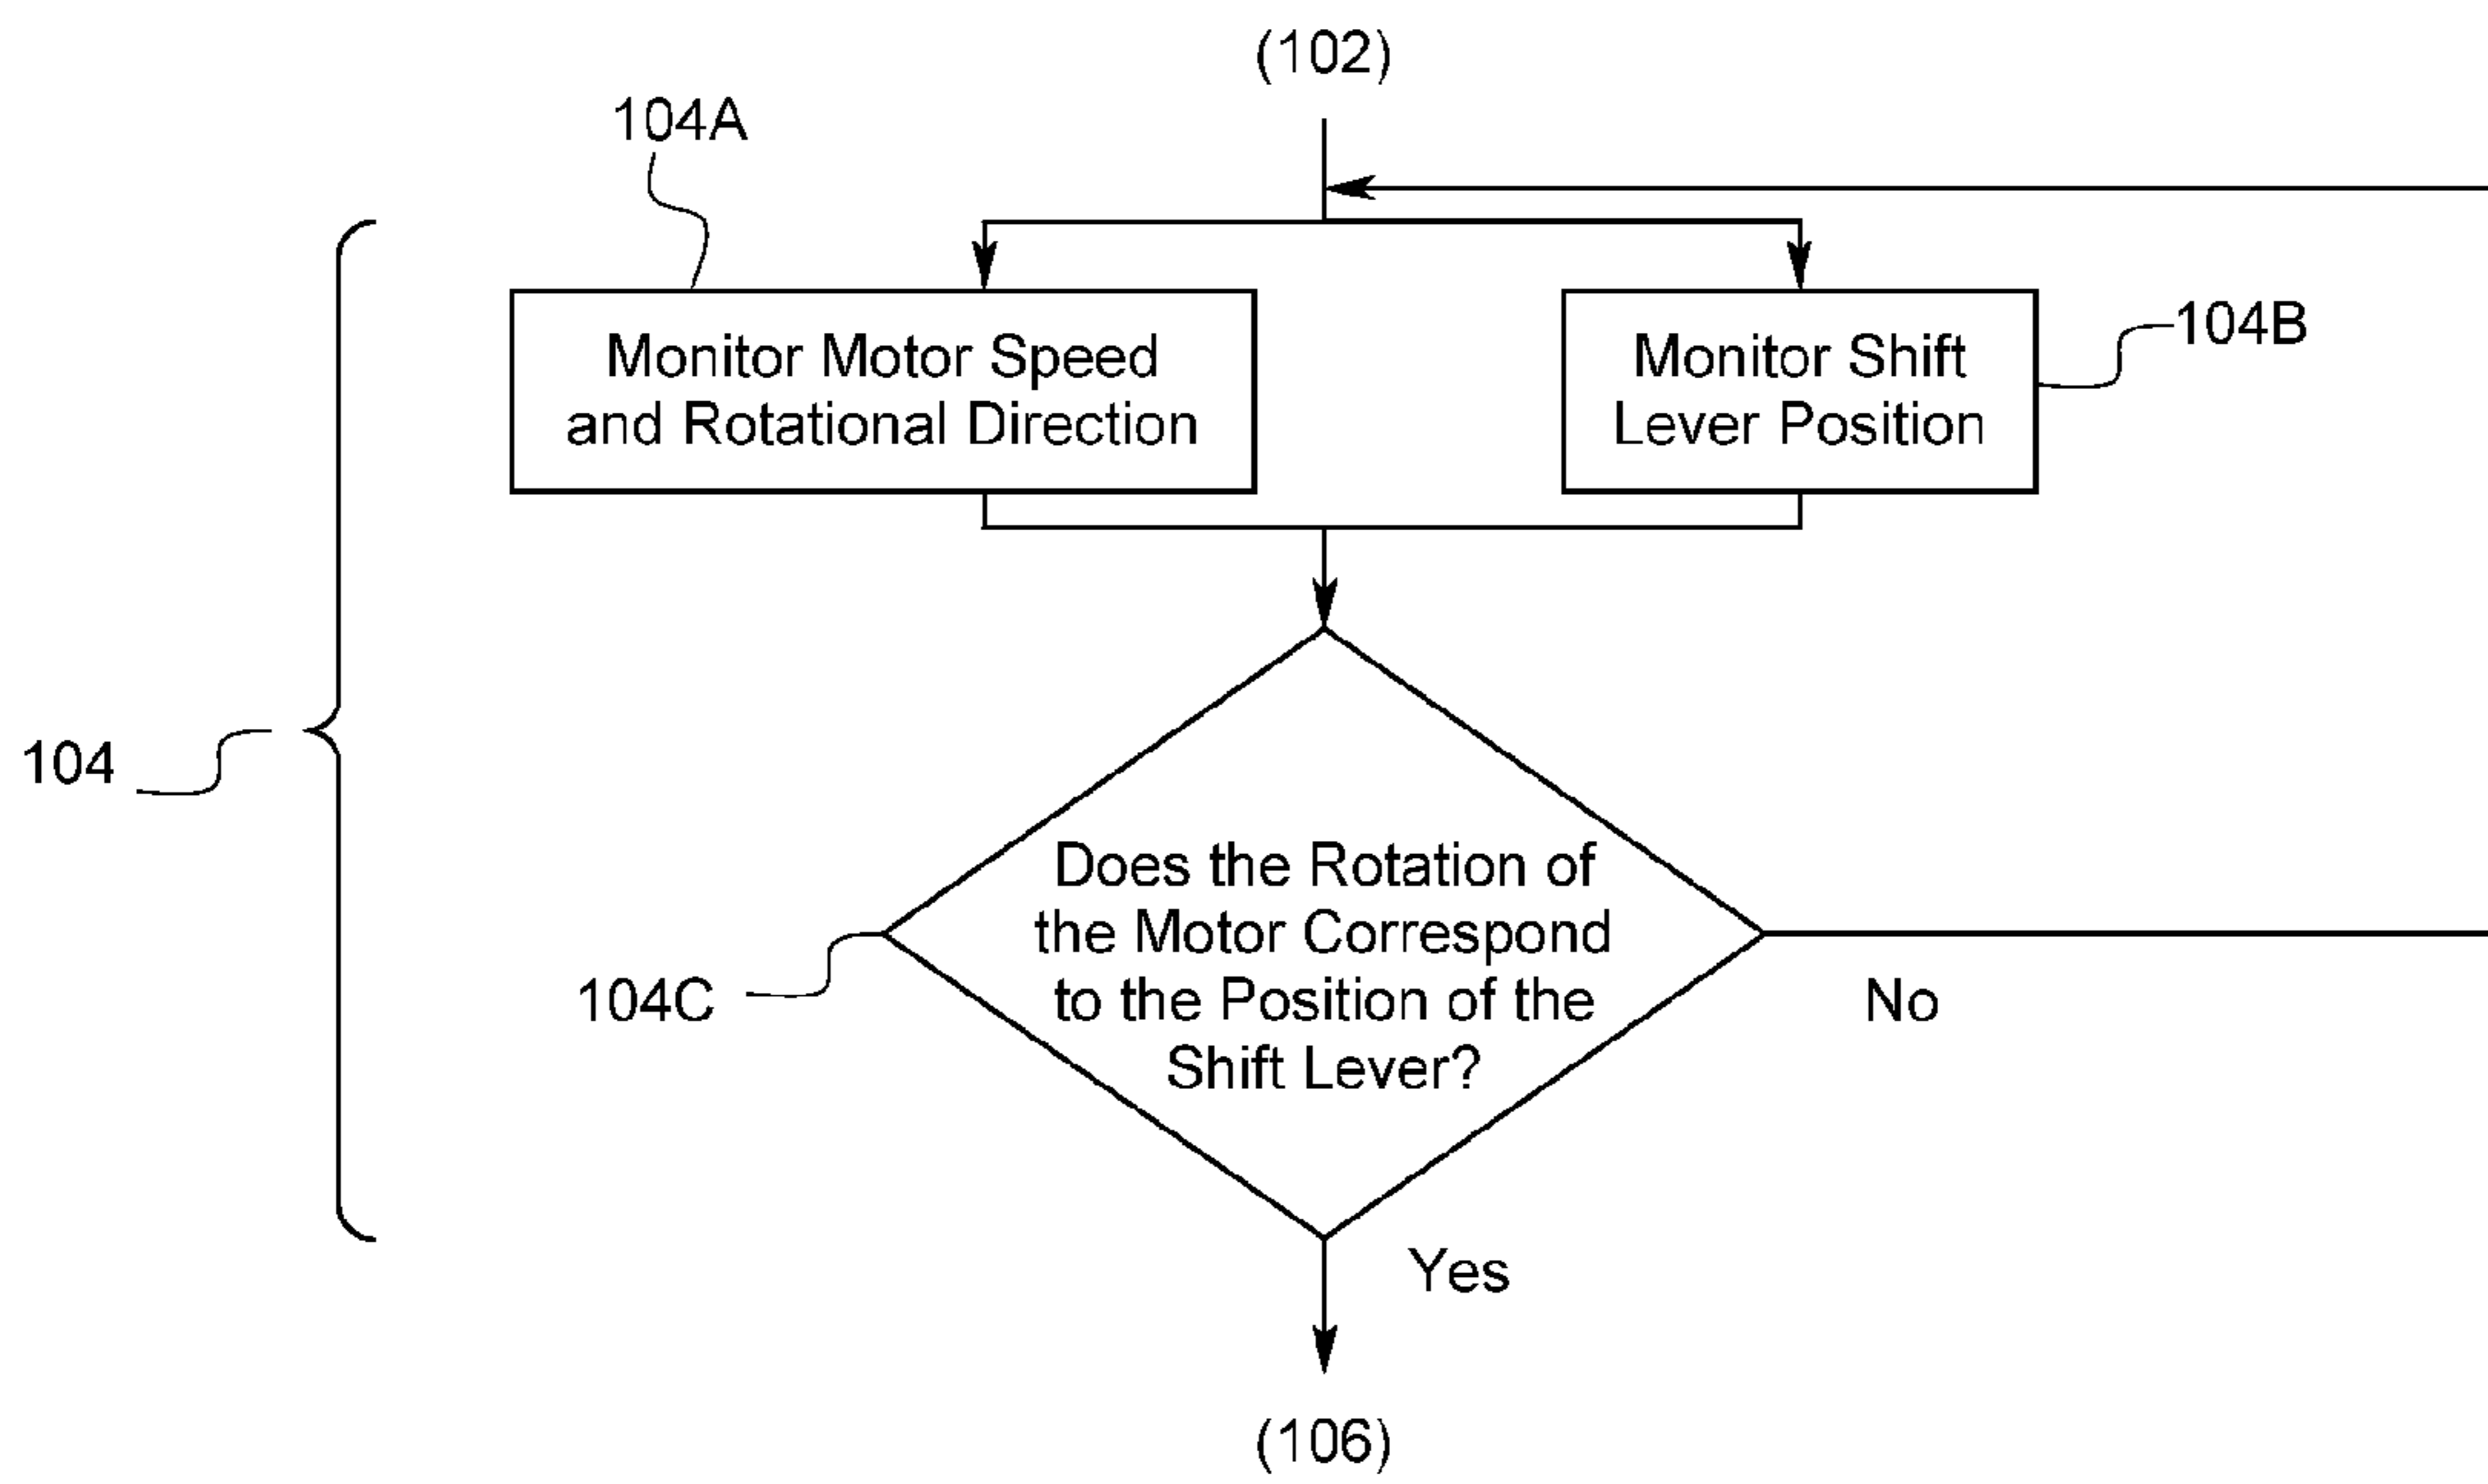 (102)
104A
Monitor Motor Speed
and Rotational Direction
Monitor Shift
Lever Position
104B
104
Does the Rotation of
the Motor Correspond
to the Position of the
Shift Lever?
104C
No
Yes
(106)